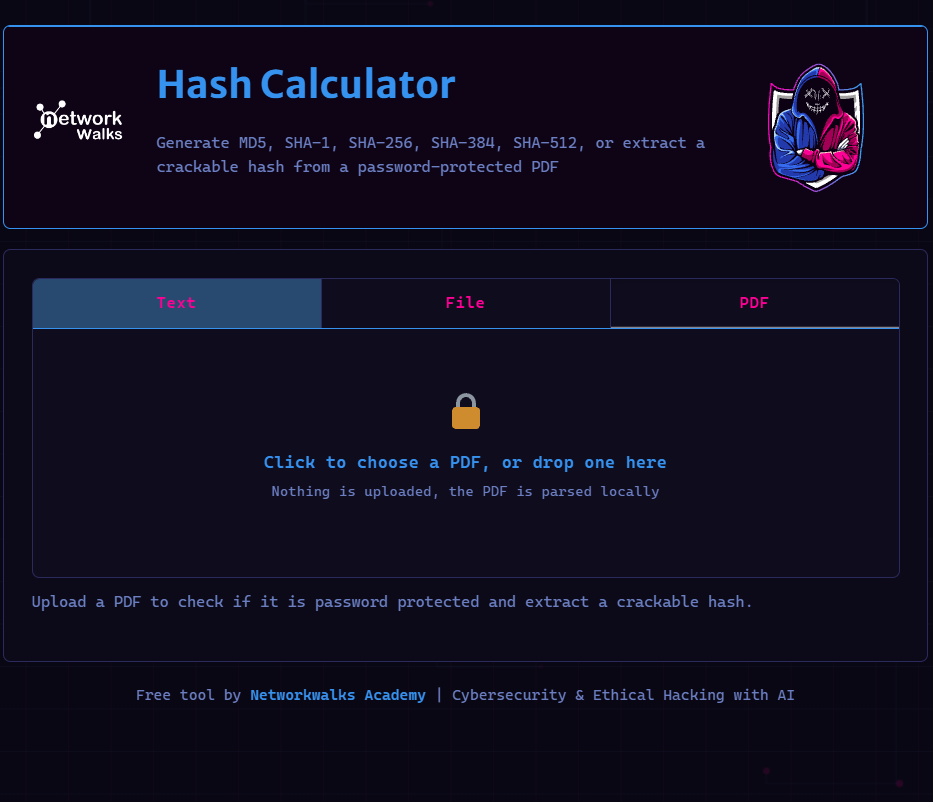 network
walks
Hash Calculator
Generate MD5, SHA-1, SHA-256, SHA-384, SHA-512, or extract a
crackable hash from a password-protected PDF
Text
File
PDF
Click to choose a PDF, or drop one here
Nothing is uploaded, the PDF is parsed locally
Upload a PDF to check if it is password protected and extract a crackable hash.
Free tool by Networkwalks Academy | Cybersecurity & Ethical Hacking with AI